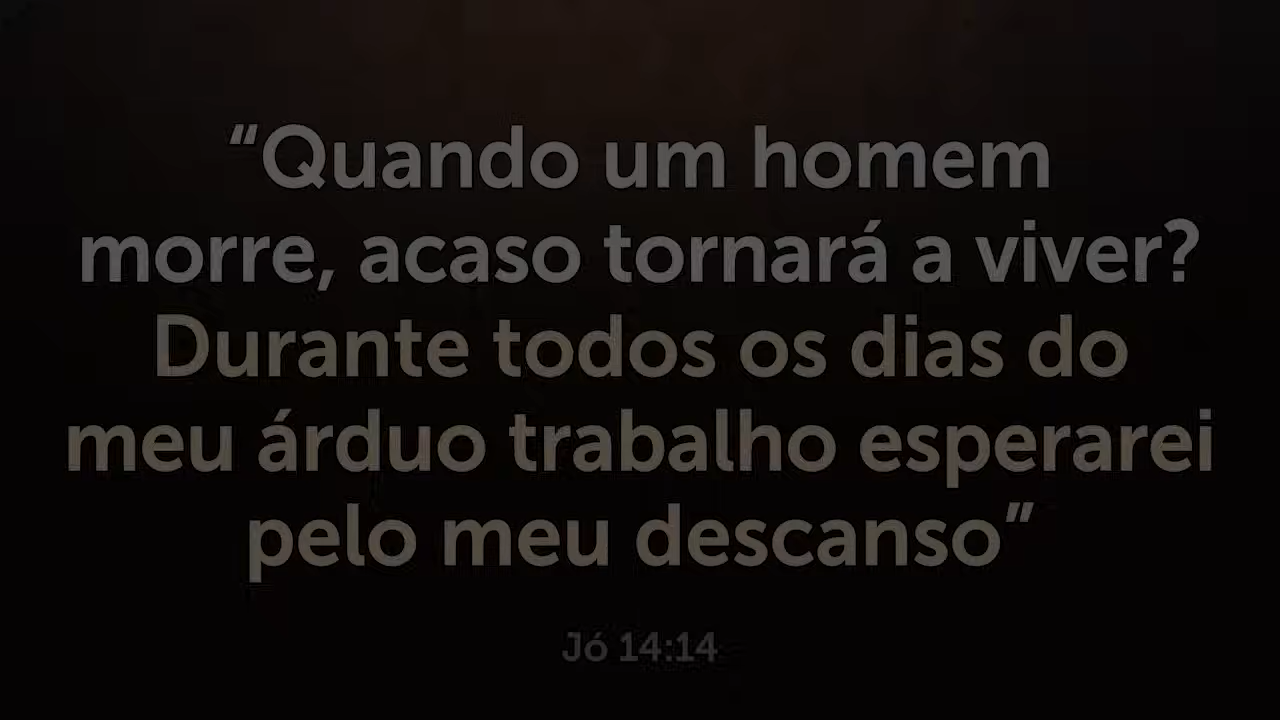 “Quando um homem
morre, acaso tornará a viver?
Durante todos os dias do
meu árduo trabalho esperarei
pelo meu descanso”
Jó 14:14